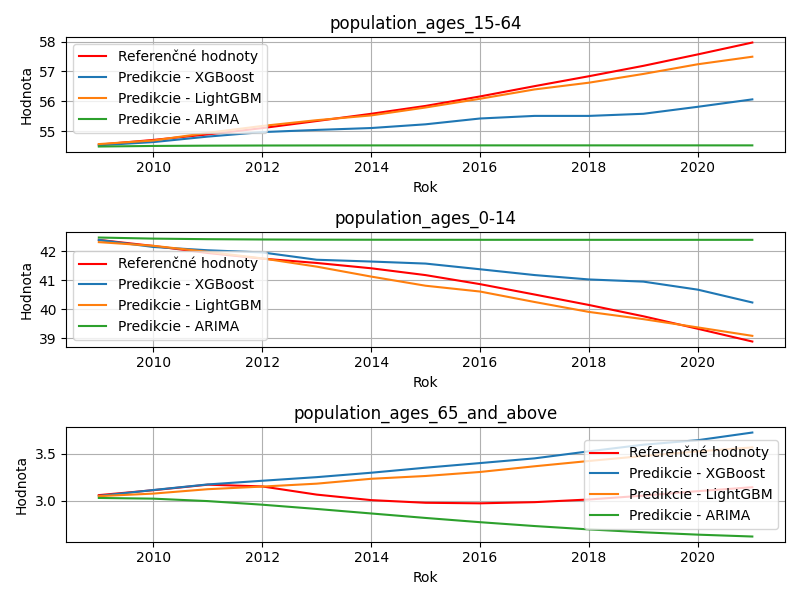 population_ages_15-64
58
57
56
55
Hodnota
Referenčné hodnoty
Predikcie - XGBoost
Predikcie - LightGBM
Predikcie - ARIMA
2010 2012 2014 2016 2018 2020
Rok
population_ages_0-14
42
41
40
39
Hodnota
Referenčné hodnoty
Predikcie - XGBoost
Predikcie - LightGBM
Predikcie - ARIMA
2010 2012 2014 2016 2018 2020
Rok
population_ages_65_and_above
3.5
3.0
Hodnota
Referenčné hodnoty
Predikcie - XGBoost
Predikcie - LightGBM
Predikcie - ARIMA
2010 2012 2014 2016 2018 2020
Rok